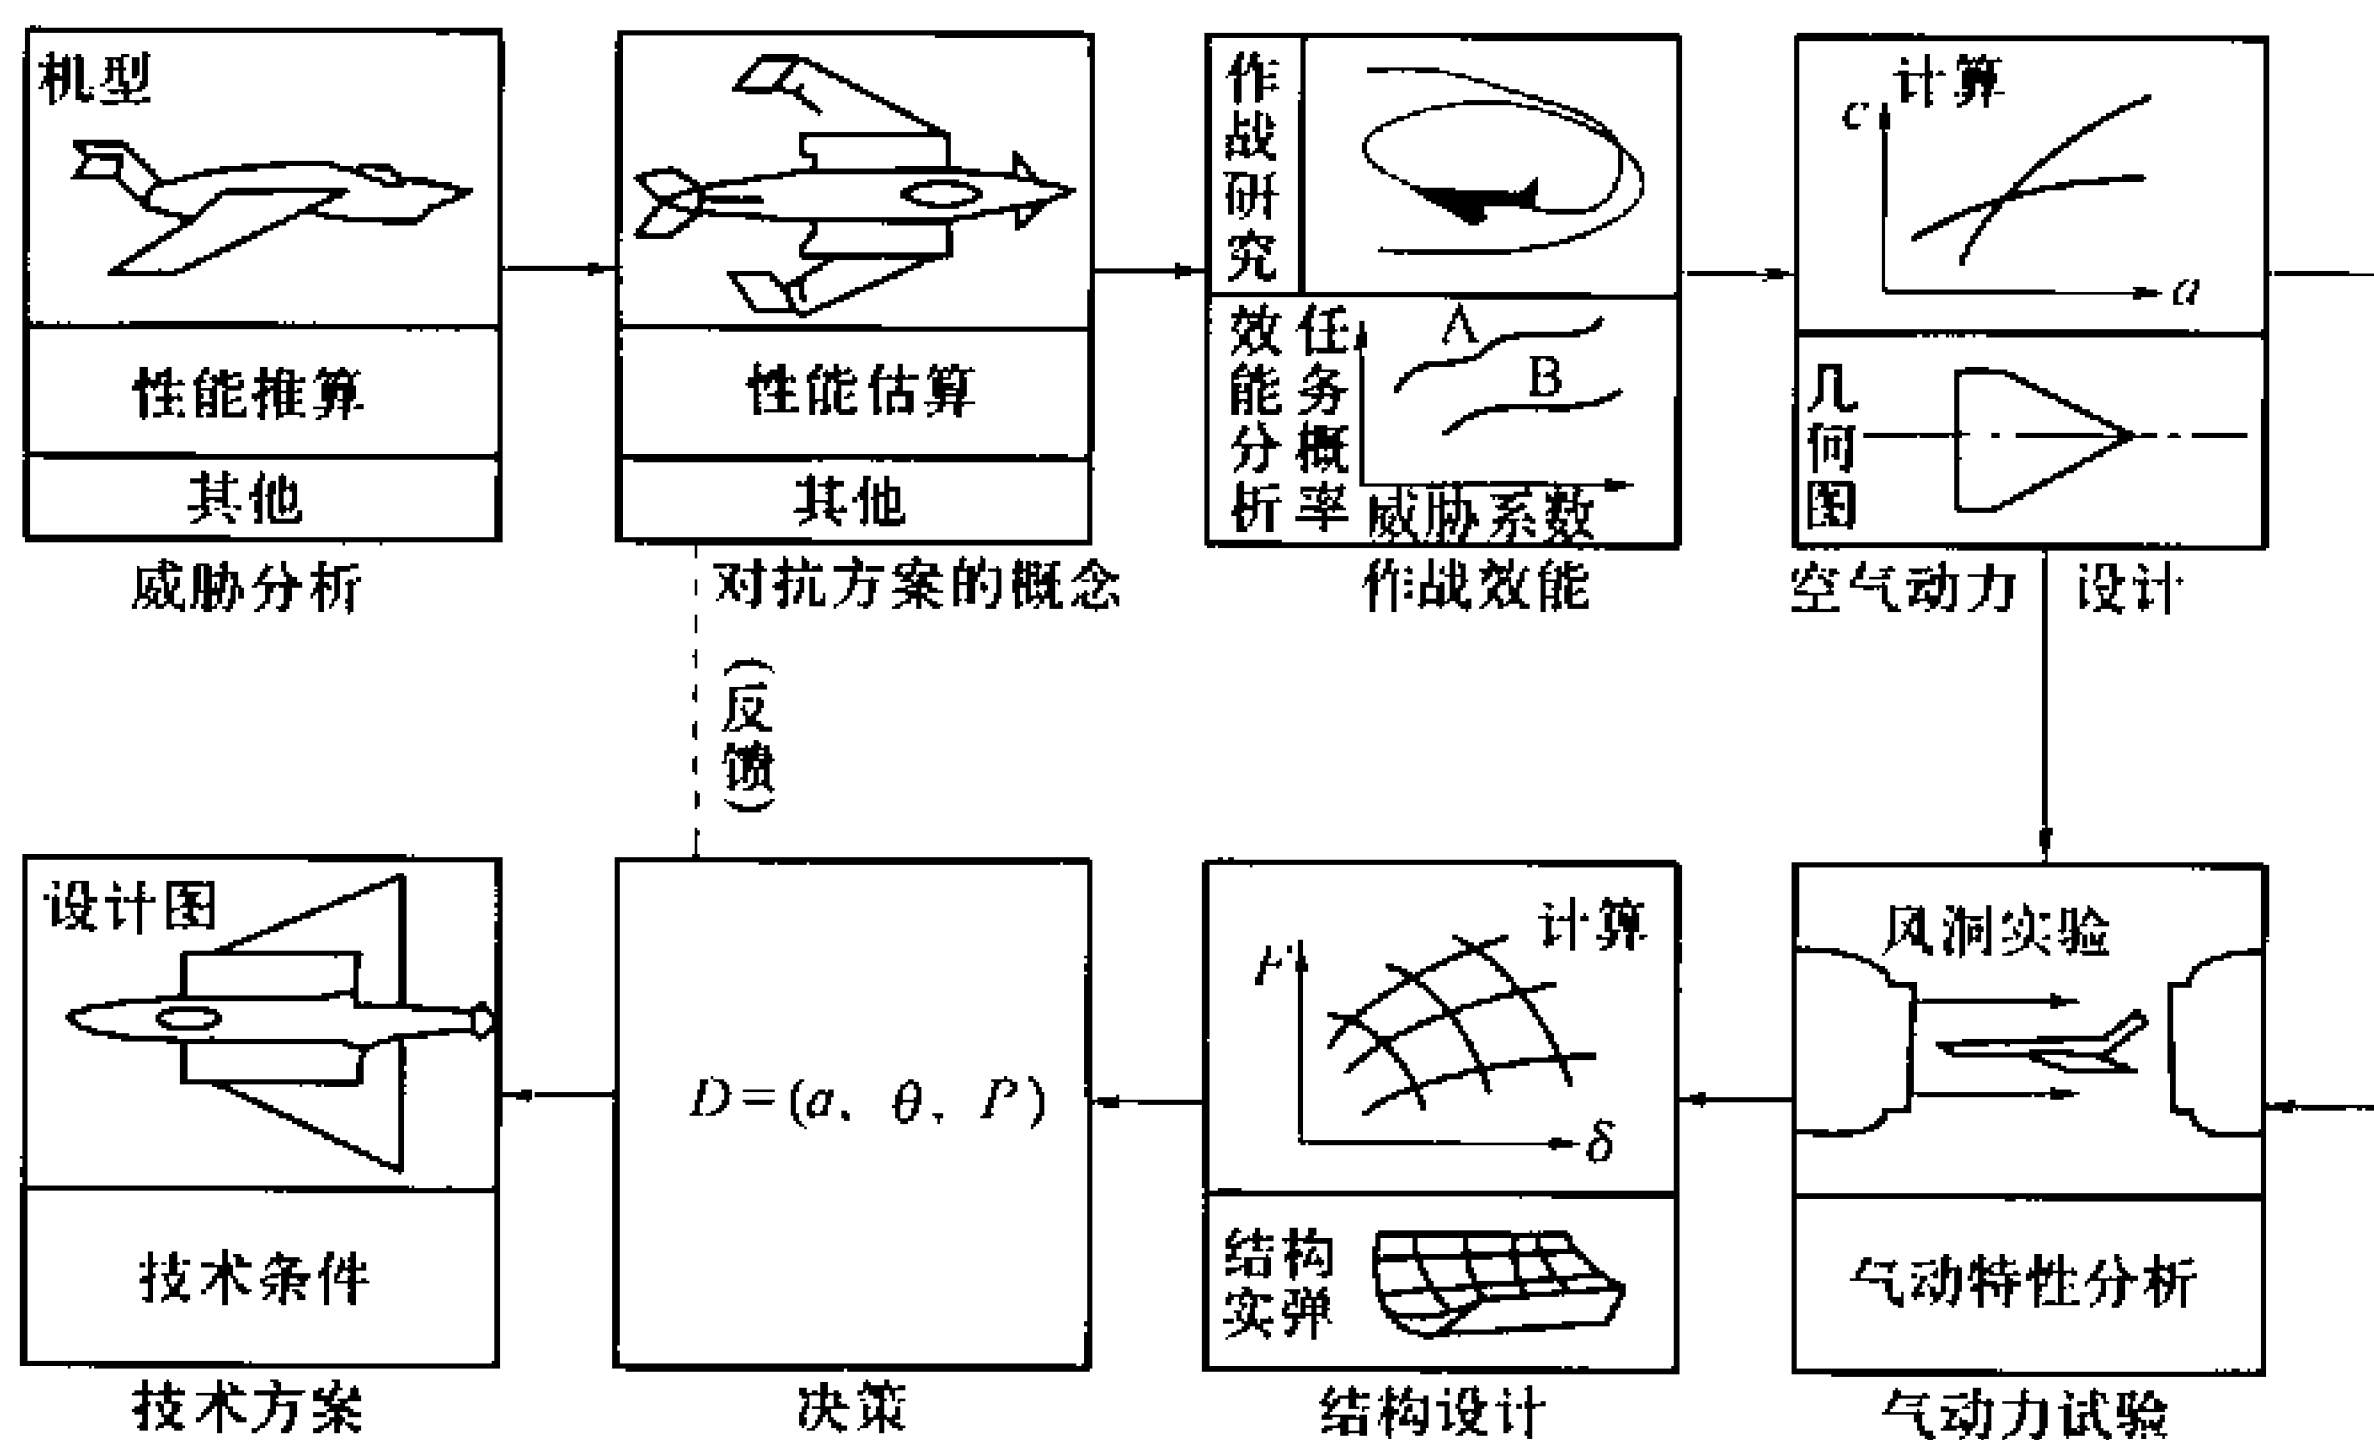 机型
性能推算
其他
威胁分析
性能估算
其他
对抗方案的概念
作战研究
效能分析
任务概率
A
B
威胁系数
作战效能
计算
c
a
几何图
空气动力 设计
(反馈)
设计图
技术条件
技术方案
D=(a、θ、P)
决策
计算
δ
结构
实弹
结构设计
风洞实验
气动特性分析
气动力试验